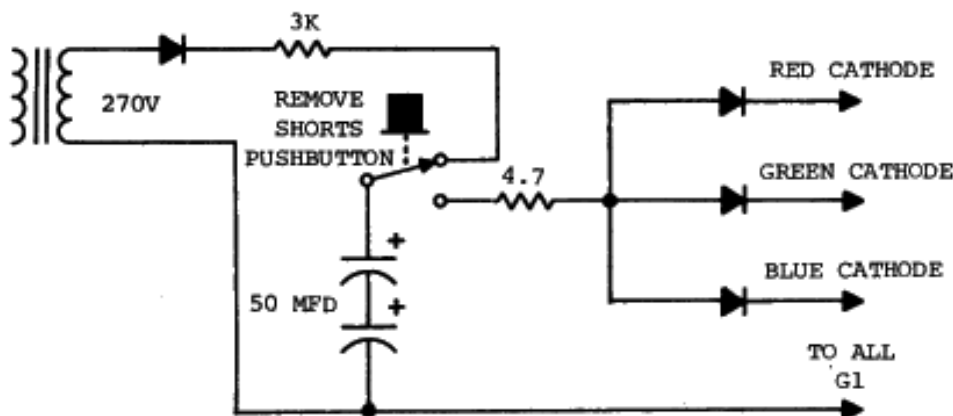 3K
RED CATHODE
270V
REMOVE
SHORTS
PUSHBUTTON
4.7
GREEN CATHODE
+
50 MFD
+
BLUE CATHODE
TO ALL
G1